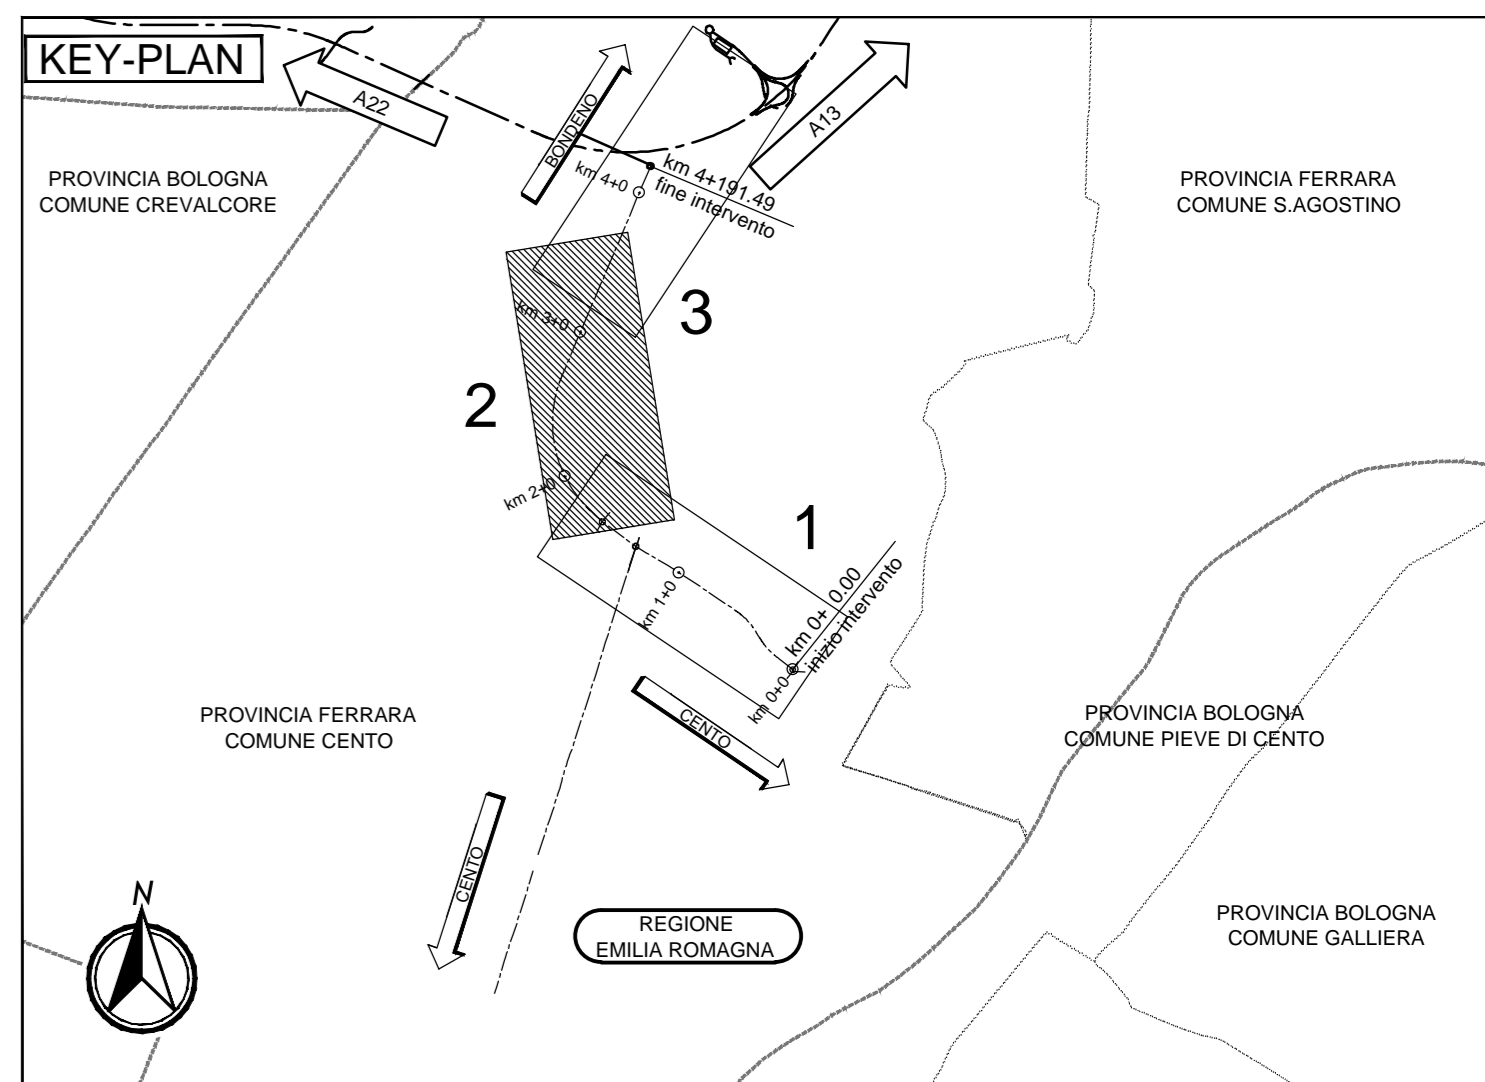 KEY-PLAN
A22
BONDENO
A13
km 4+191.49
fine intervento
km 4+0
PROVINCIA BOLOGNA
COMUNE CREVALCORE
PROVINCIA FERRARA
COMUNE S.AGOSTINO
3
km 3+0
2
km 2+0
1
km 1+0
km 0+ 0.00
inizio intervento
km 0+0
CENTO
PROVINCIA FERRARA
COMUNE CENTO
PROVINCIA BOLOGNA
COMUNE PIEVE DI CENTO
CENTO
N
REGIONE
EMILIA ROMAGNA
PROVINCIA BOLOGNA
COMUNE GALLIERA